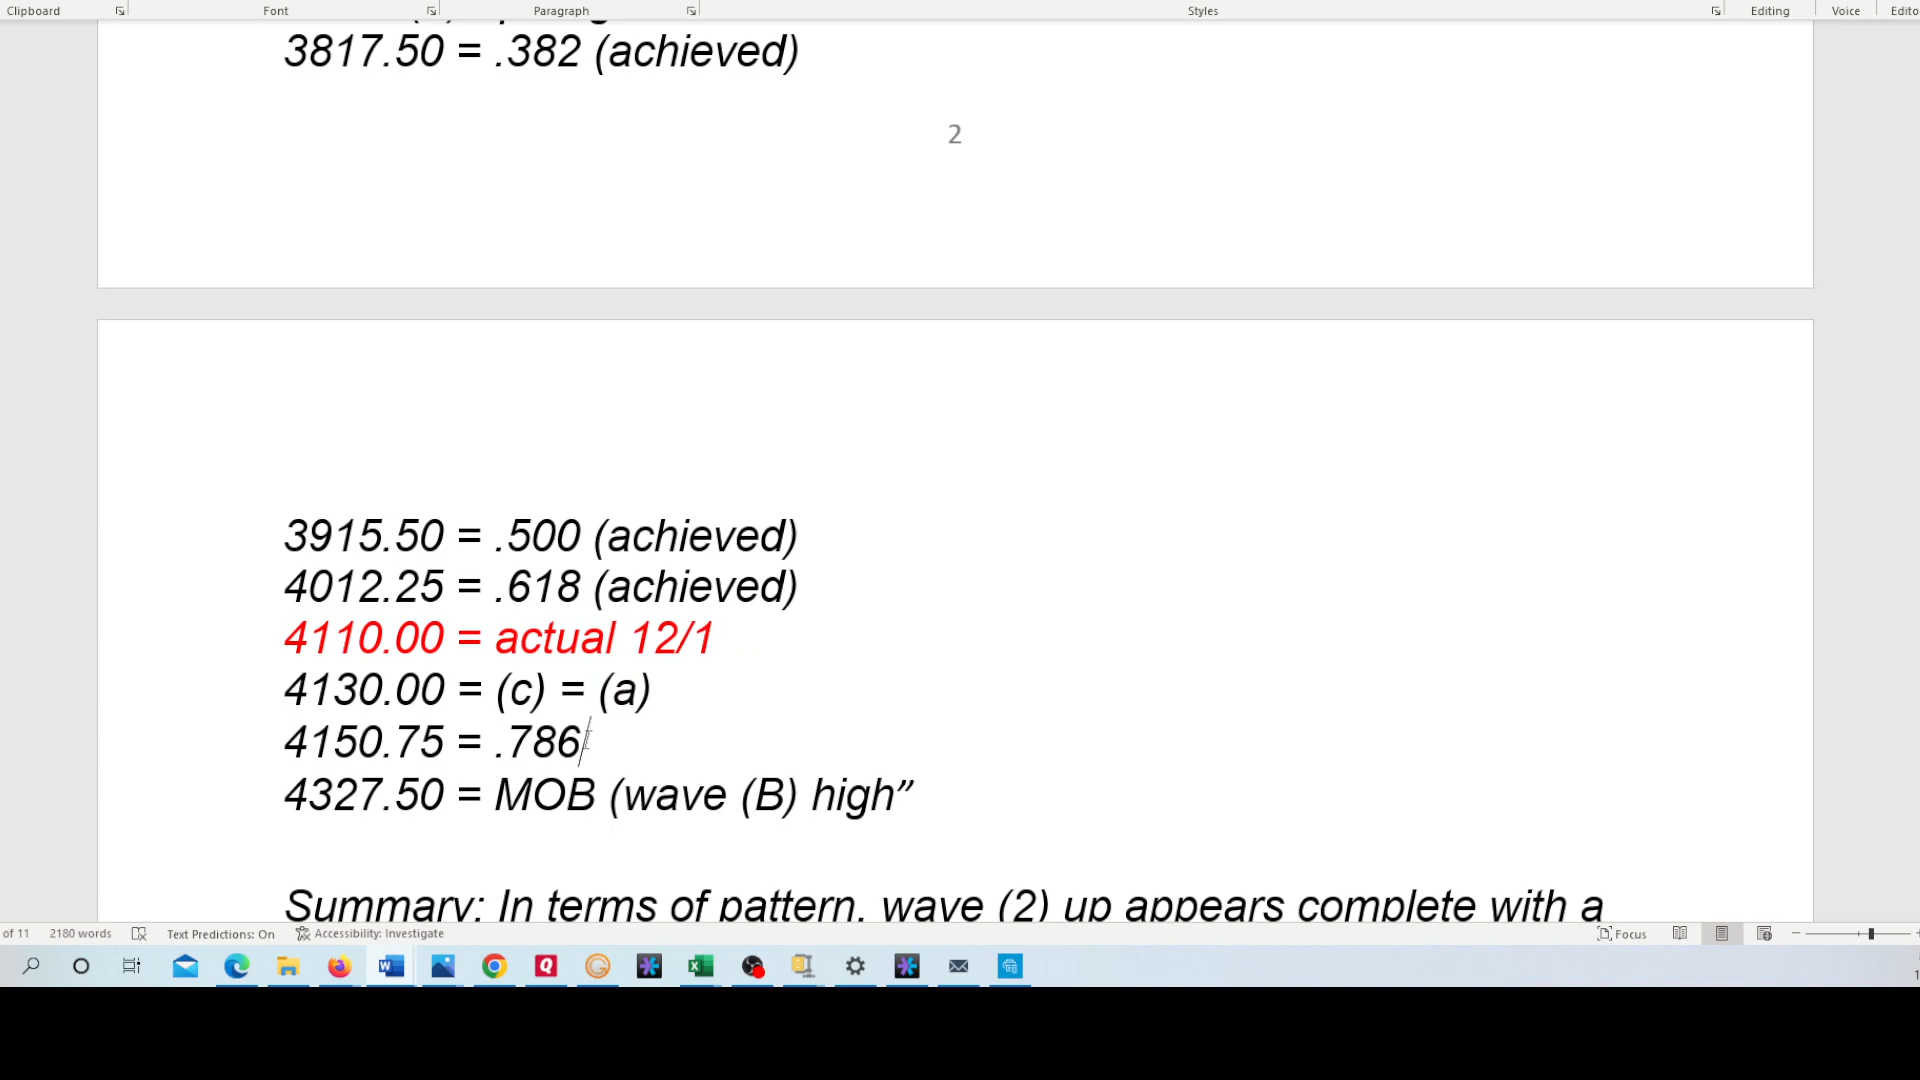 Clipboard Font Paragraph Styles Editing Voice Edito
3817.50 = .382 (achieved)
2
3915.50 = .500 (achieved)
4012.25 = .618 (achieved)
4110.00 = actual 12/1
4130.00 = (c) = (a)
4150.75 = .786
4327.50 = MOB (wave (B) high”
Summary: In terms of pattern, wave (2) up appears complete with a
of 11 2180 words Text Predictions: On Accessibility: Investigate Focus